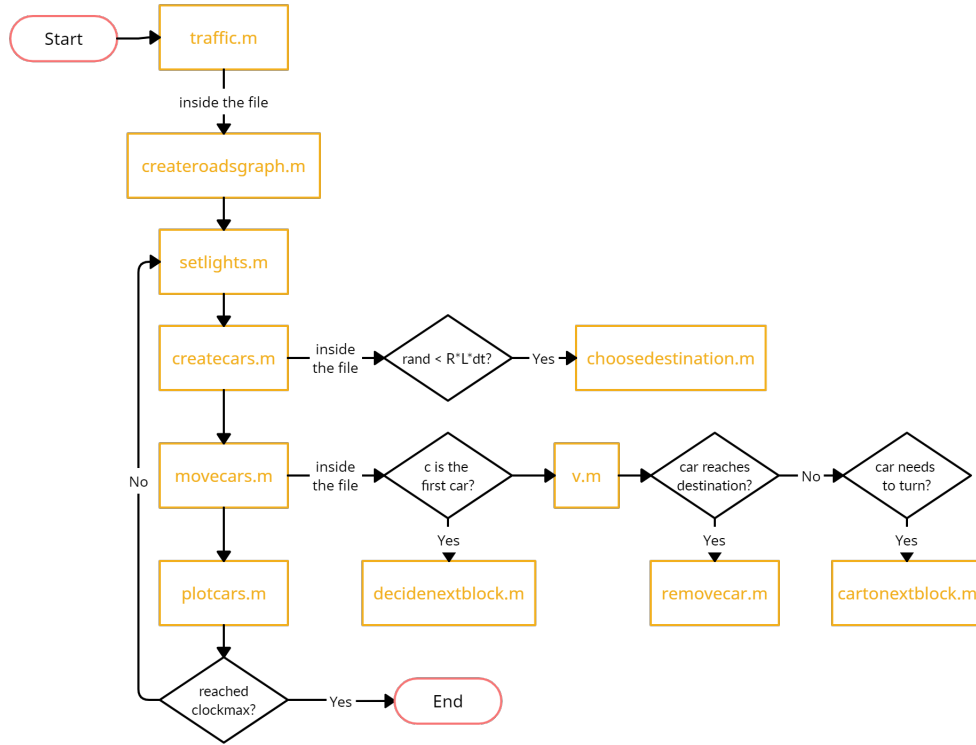 Start
traffic.m
inside the file
createroadsgraph.m
setlights.m
createcars.m
inside
the file
rand < R*L*dt?
Yes
choosedestination.m
movecars.m
inside
the file
c is the
first car?
v.m
car reaches
destination?
No
car needs
to turn?
No
Yes
Yes
Yes
plotcars.m
decidenextblock.m
removecar.m
cartonextblock.m
reached
clockmax?
Yes
End